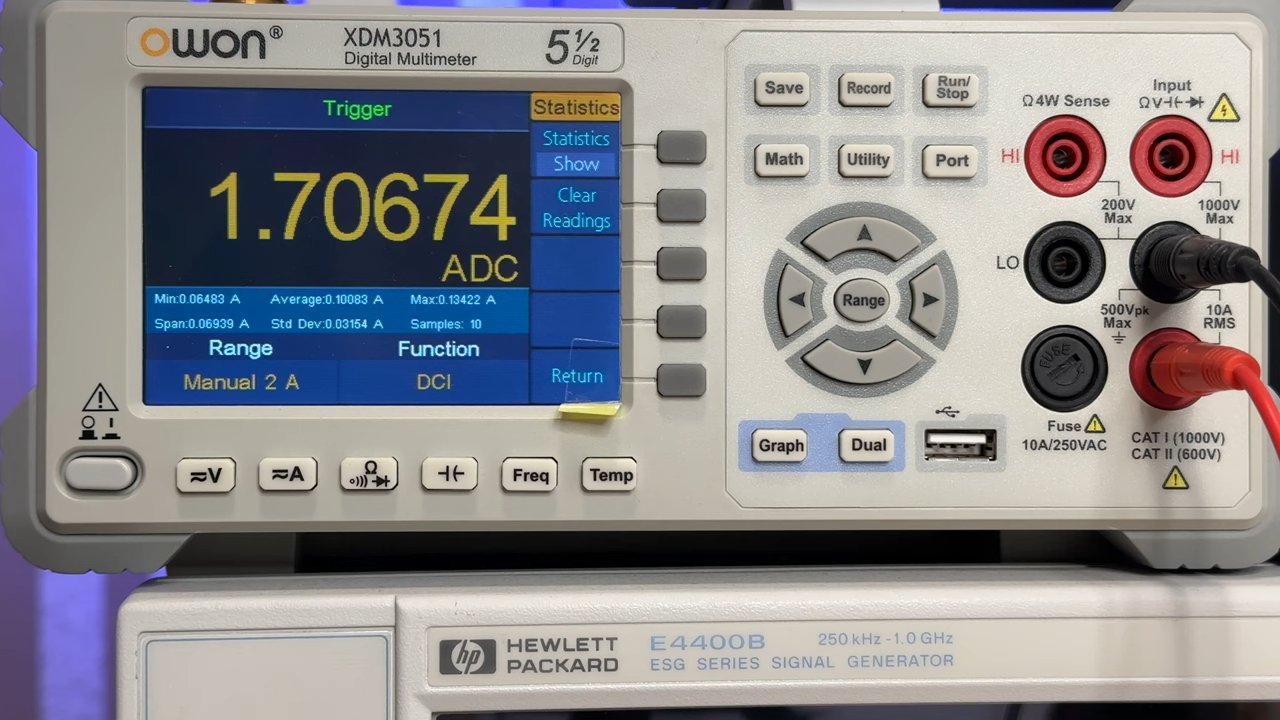 owon® XDM3051 5 1/2
Digital Multimeter Digit
Trigger
Statistics
Statistics
Show
Clear
Readings
1.70674
ADC
Min:0.06483 A Average:0.10083 A Max:0.13422 A
Span:0.06939 A Std Dev:0.03154 A Samples: 10
Range Function
Manual 2 A DCI
Return
Save Record Run/
Stop
Math Utility Port
Range
Graph Dual
≂V ≂A Ω Freq Temp
Input
Ω4W Sense ΩV
HI HI
200V
Max
1000V
Max
LO
500Vpk
Max
10A
RMS
FUSE
Fuse
10A/250VAC
CAT I (1000V)
CAT II (600V)
hp HEWLETT
PACKARD
E4400B 250 kHz - 1.0 GHz
ESG SERIES SIGNAL GENERATOR